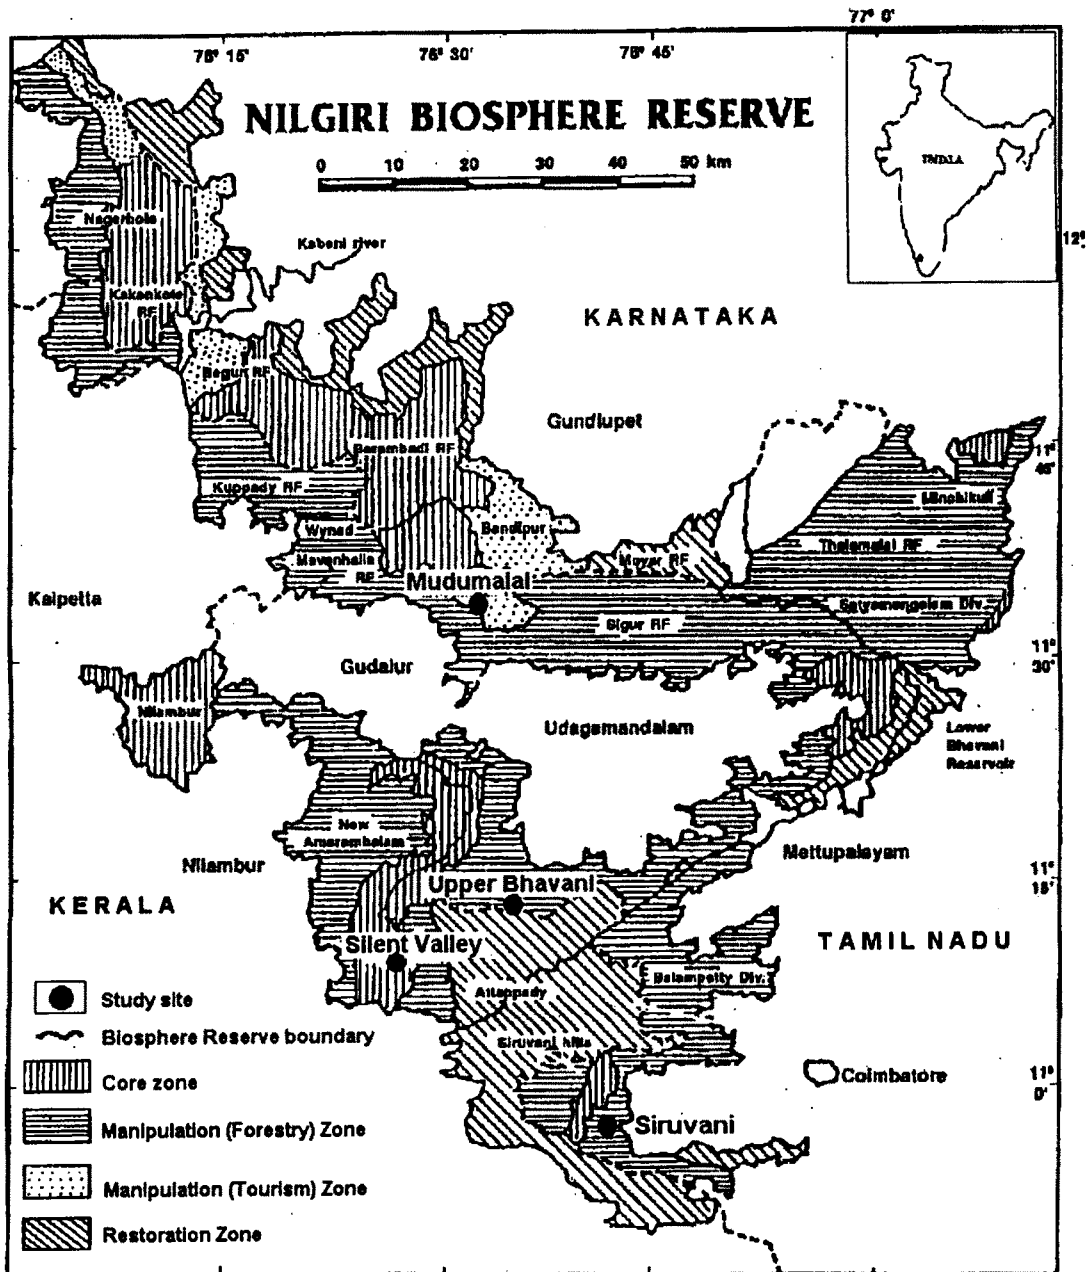 77° 0'
76° 15'
76° 30'
76° 45'
NILGIRI BIOSPHERE RESERVE
0 10 20 30 40 50 km
INDIA
Nagerhole
Kabani river
12°
Kakankote
RF
KARNATAKA
Begur RF
Gundlupet
Barambadi RF
11°
45'
Kuppady RF
Minchikuli
Wynad
Bandipur
Thalamalai RF
Mavanhalla
RF
Moyar RF
Mudumalai
Kalpetta
Satyamangalam Div.
Sigur RF
11°
30'
Gudalur
Nilambur
Udagamandalam
Lower
Bhavani
Reservoir
New
Amarambalam
Mettupalayam
Nilambur
11°
15'
Upper Bhavani
KERALA
Silent Valley
TAMIL NADU
Bolampatty Div.
Attappady
Study site
Biosphere Reserve boundary
Siruvani hills
Core zone
Coimbatore
11°
0'
Manipulation (Forestry) Zone
Siruvani
Manipulation (Tourism) Zone
Restoration Zone